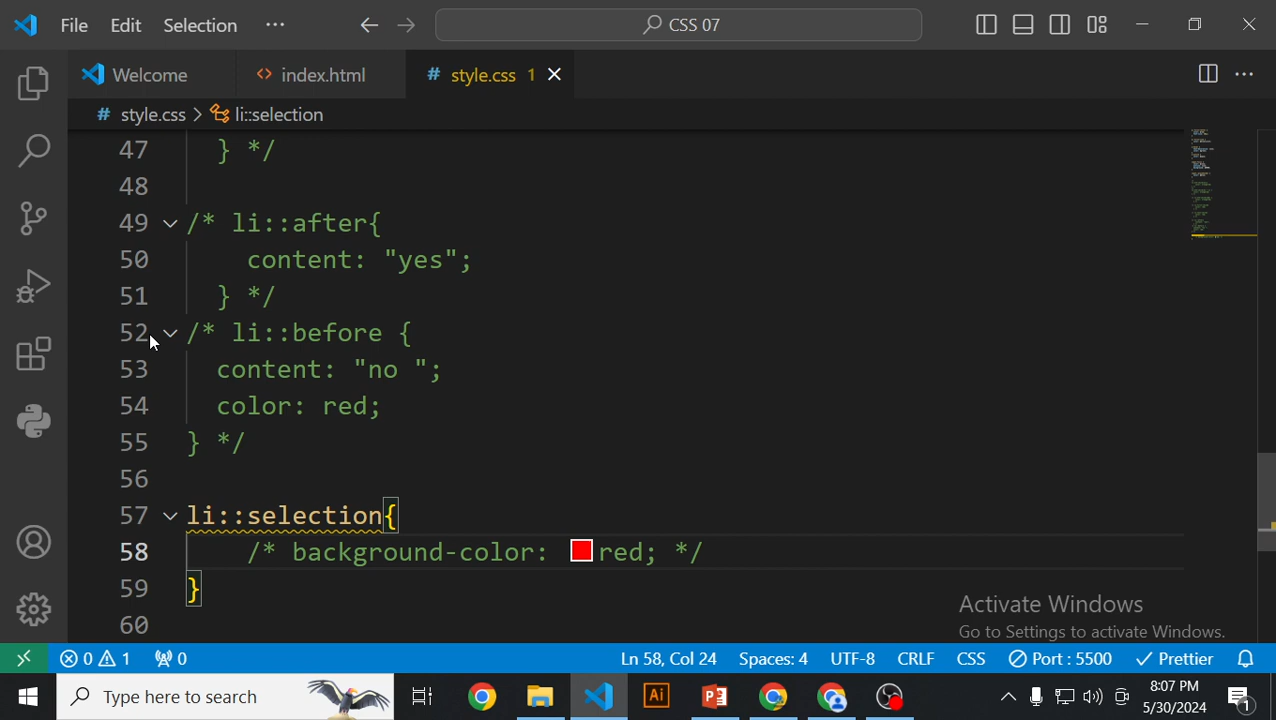 File Edit Selection ··· CSS 07
Welcome index.html # style.css 1
# style.css > li::selection
47 } */
48
49 /* li::after{
50 content: "yes";
51 } */
52 /* li::before {
53 content: "no ";
54 color: red;
55 } */
56
57 li::selection{
58 /* background-color: red; */
59 }
60
Activate Windows
Go to Settings to activate Windows.
0 1 0 Ln 58, Col 24 Spaces: 4 UTF-8 CRLF CSS Port : 5500 Prettier
Type here to search Ai P 8:07 PM
5/30/2024 1